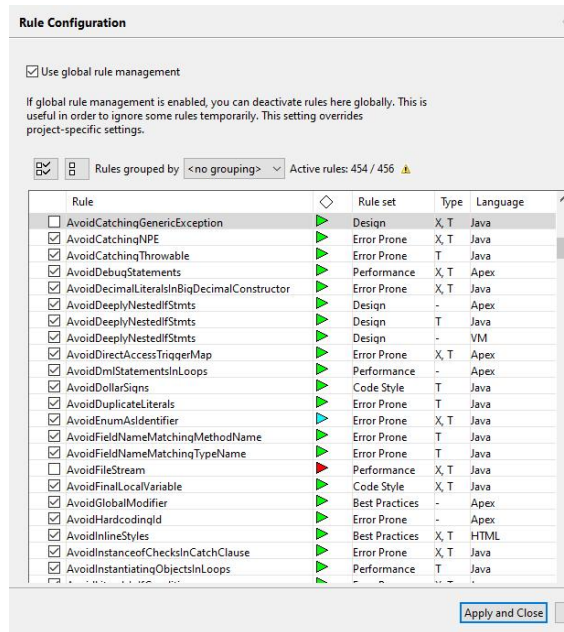 Rule Configuration
Use global rule management
If global rule management is enabled, you can deactivate rules here globally. This is
useful in order to ignore some rules temporarily. This setting overrides
project-specific settings.
Rules grouped by <no grouping> Active rules: 454 / 456
Rule Rule set Type Language
AvoidCatchingGenericException Design X, T Java
AvoidCatchingNPE Error Prone X, T Java
AvoidCatchingThrowable Error Prone T Java
AvoidDebugStatements Performance X, T Apex
AvoidDecimalLiteralsInBigDecimalConstructor Error Prone X, T Java
AvoidDeeplyNestedIfStmts Design - Apex
AvoidDeeplyNestedIfStmts Design T Java
AvoidDeeplyNestedIfStmts Design - VM
AvoidDirectAccessTriggerMap Error Prone X, T Apex
AvoidDmlStatementsInLoops Performance - Apex
AvoidDollarSigns Code Style T Java
AvoidDuplicateLiterals Error Prone T Java
AvoidEnumAsIdentifier Error Prone X, T Java
AvoidFieldNameMatchingMethodName Error Prone T Java
AvoidFieldNameMatchingTypeName Error Prone T Java
AvoidFileStream Performance X, T Java
AvoidFinalLocalVariable Code Style X, T Java
AvoidGlobalModifier Best Practices - Apex
AvoidHardcodingId Error Prone - Apex
AvoidInlineStyles Best Practices X, T HTML
AvoidInstanceofChecksInCatchClause Error Prone X, T Java
AvoidInstantiatingObjectsInLoops Performance T Java
Apply and Close